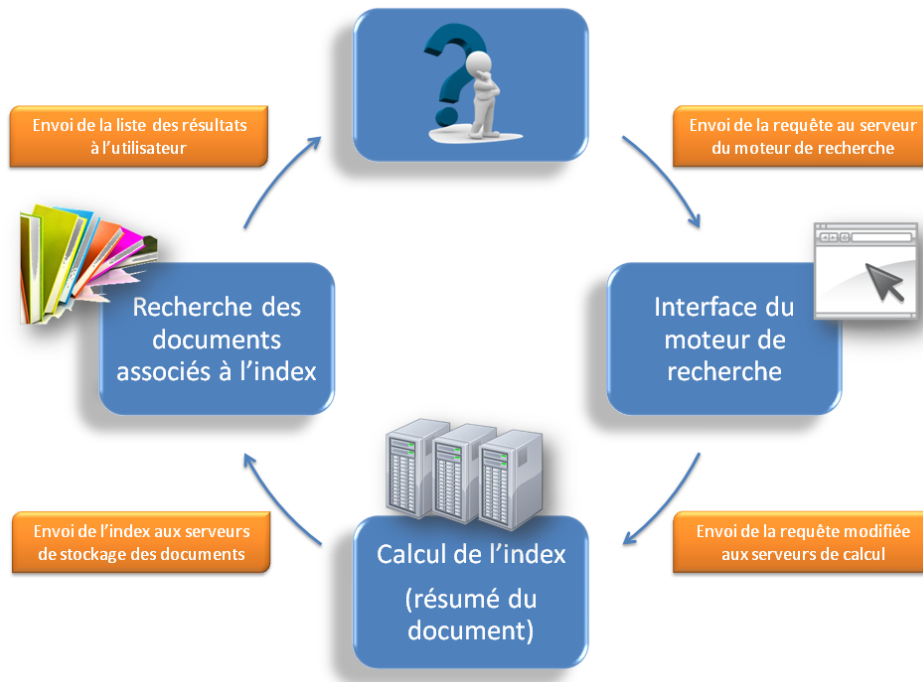 Envoi de la liste des résultats
à l'utilisateur
Envoi de la requête au serveur
du moteur de recherche
Recherche des
documents
associés à l'index
Interface du
moteur de
recherche
Envoi de l'index aux serveurs
de stockage des documents
Calcul de l'index
(résumé du
document)
Envoi de la requête modifiée
aux serveurs de calcul